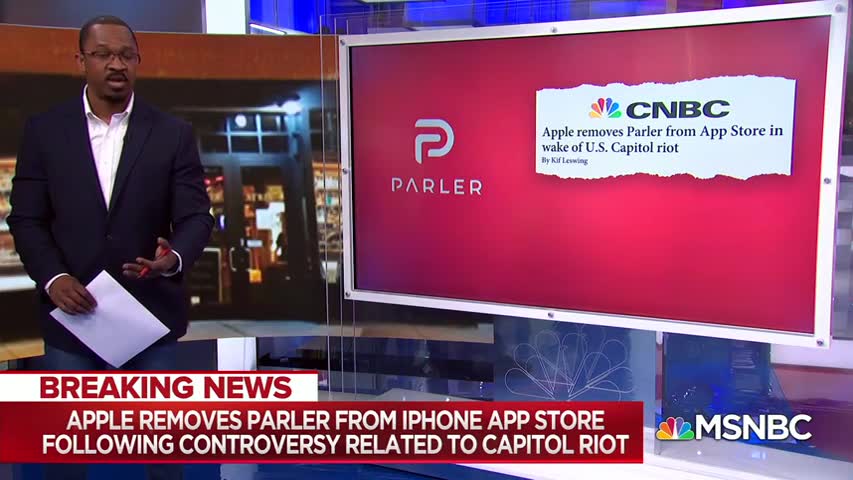 PARLER
CNBC
Apple removes Parler from App Store in
wake of U.S. Capitol riot
By Kif Leswing
BREAKING NEWS
APPLE REMOVES PARLER FROM IPHONE APP STORE
FOLLOWING CONTROVERSY RELATED TO CAPITOL RIOT
MSNBC